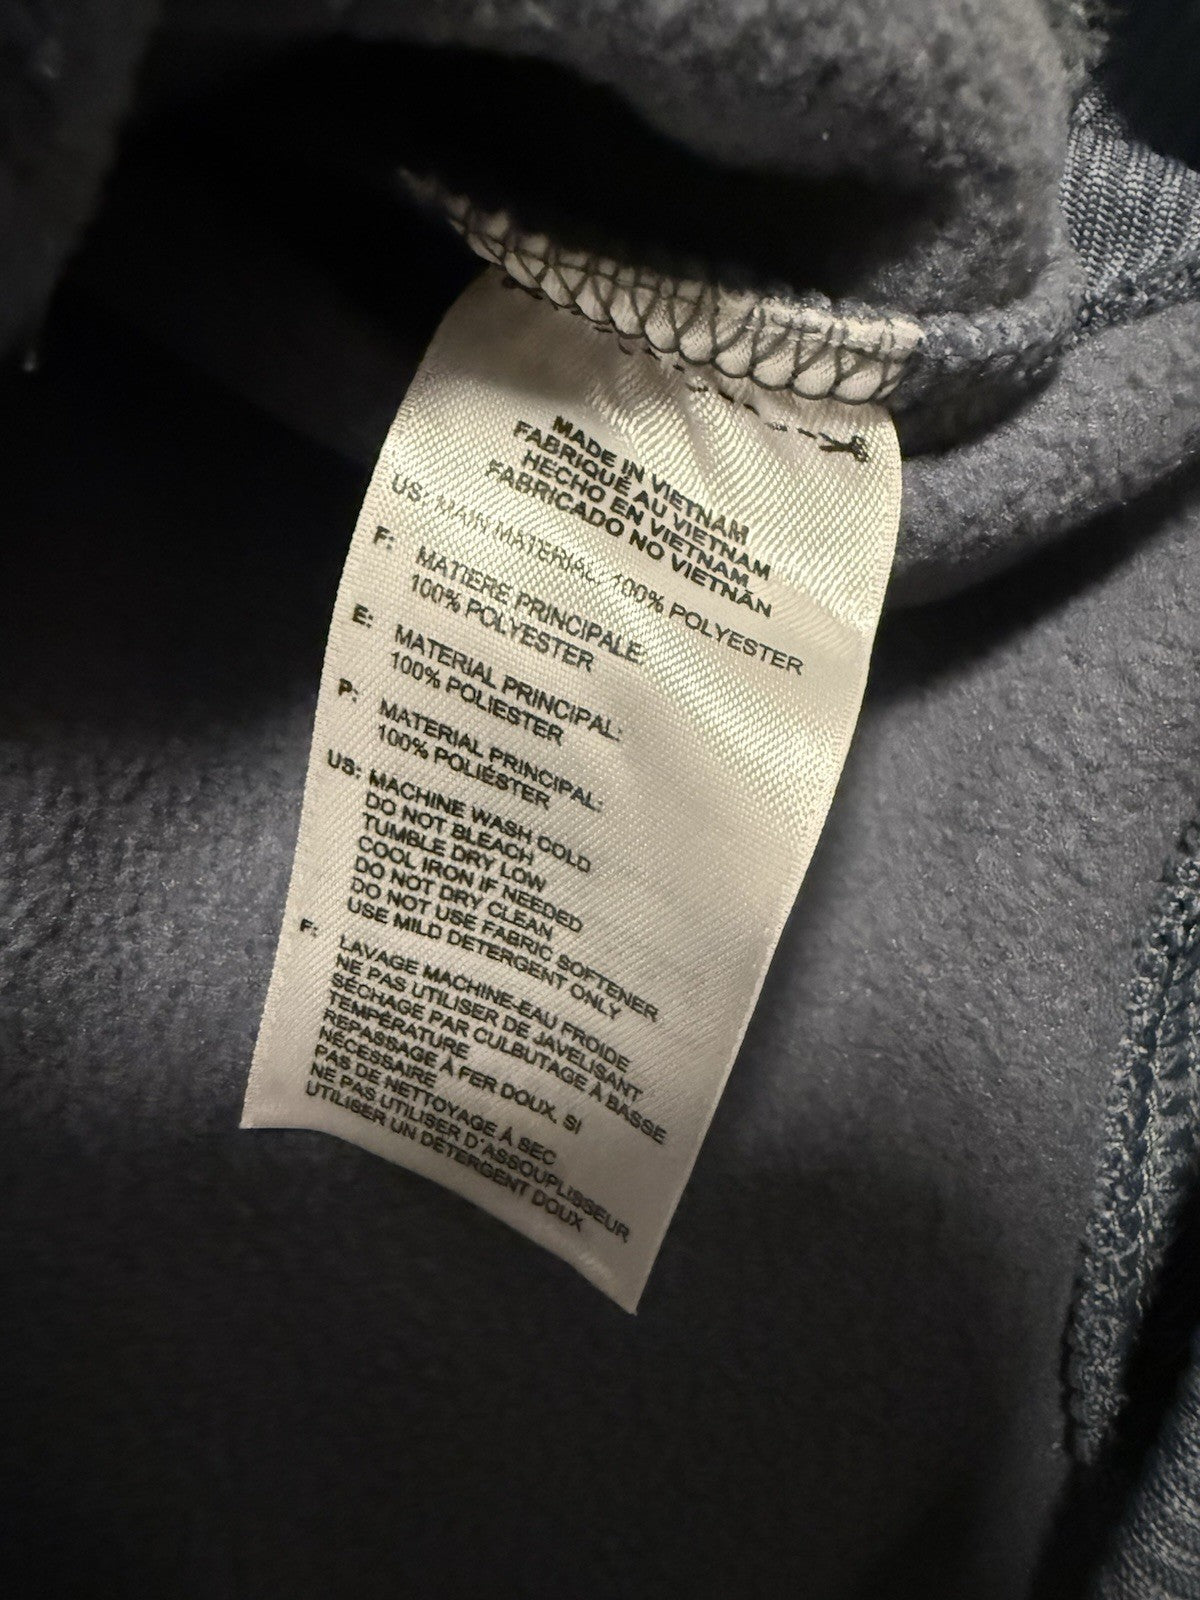 MADE IN VIETNAM
FABRIQUÉ AU VIETNAM
HECHO EN VIETNAM
FABRICADO NO VIETNÃN
US: MAIN MATERIAL: 100% POLYESTER
F: MATIERE PRINCIPALE:
100% POLYESTER
E: MATERIAL PRINCIPAL:
100% POLIESTER
P: MATERIAL PRINCIPAL:
100% POLIÉSTER
US: MACHINE WASH COLD
DO NOT BLEACH
TUMBLE DRY LOW
COOL IRON IF NEEDED
DO NOT DRY CLEAN
DO NOT USE FABRIC SOFTENER
USE MILD DETERGENT ONLY
F: LAVAGE MACHINE-EAU FROIDE
NE PAS UTILISER DE JAVELISANT
SÉCHAGE PAR CULBUTAGE À BASSE
TEMPÉRATURE
REPASSAGE À FER DOUX, SI
NÉCESSAIRE
PAS DE NETTOYAGE À SEC
NE PAS UTILISER D'ASSOUPLISSEUR
UTILISER UN DÉTERGENT DOUX